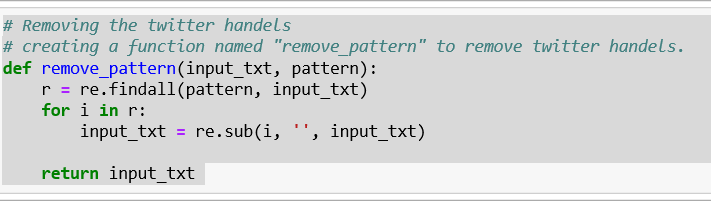 # Removing the twitter handels
# creating a function named "remove_pattern" to remove twitter handels.
def remove_pattern(input_txt, pattern):
    r = re.findall(pattern, input_txt)
    for i in r:
        input_txt = re.sub(i, '', input_txt)

    return input_txt